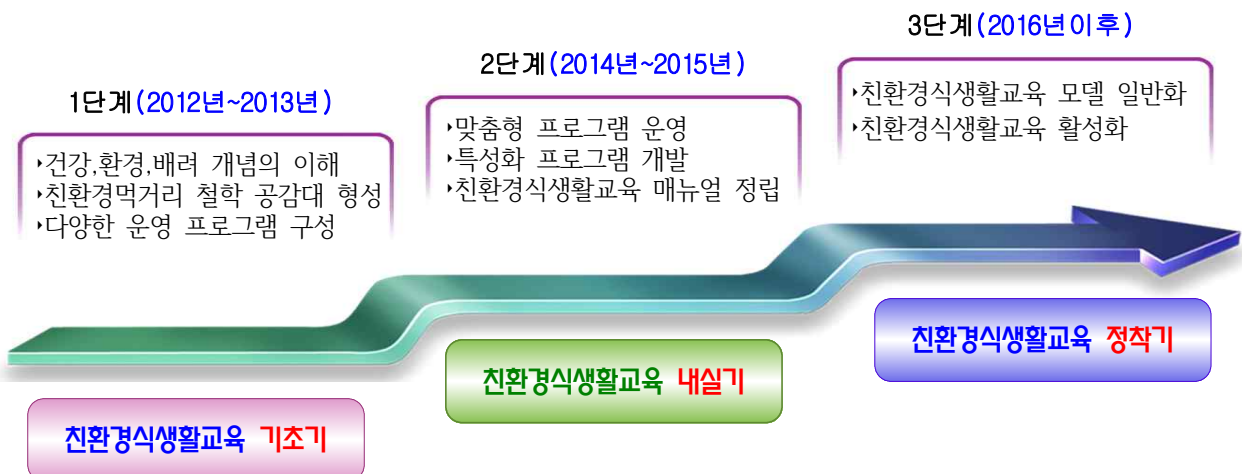 1단계(2012년~2013년)
‣건강,환경,배려 개념의 이해
‣친환경먹거리 철학 공감대 형성
‣다양한 운영 프로그램 구성
친환경식생활교육 기초기
2단계(2014년~2015년)
‣맞춤형 프로그램 운영
‣특성화 프로그램 개발
‣친환경식생활교육 매뉴얼 정립
친환경식생활교육 내실기
3단계(2016년이후)
‣친환경식생활교육 모델 일반화
‣친환경식생활교육 활성화
친환경식생활교육 정착기